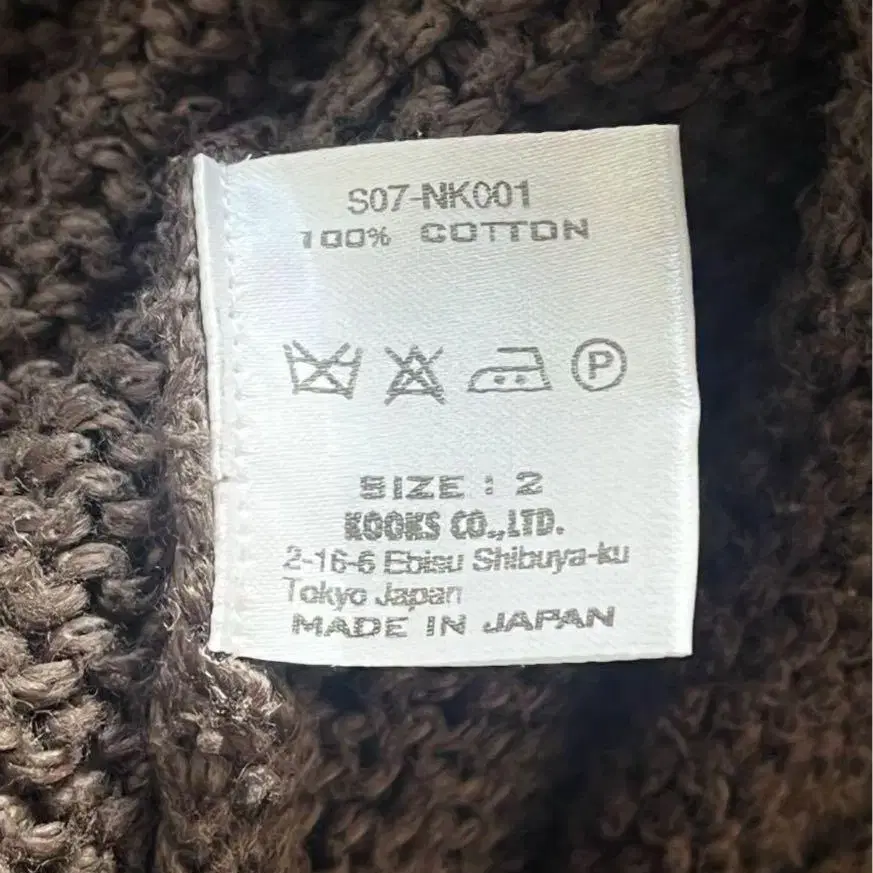 S07-NK001
100% COTTON
P
SIZE : 2
KOOKS CO.,LTD.
2-16-6 Ebisu Shibuya-ku
Tokyo Japan
MADE IN JAPAN